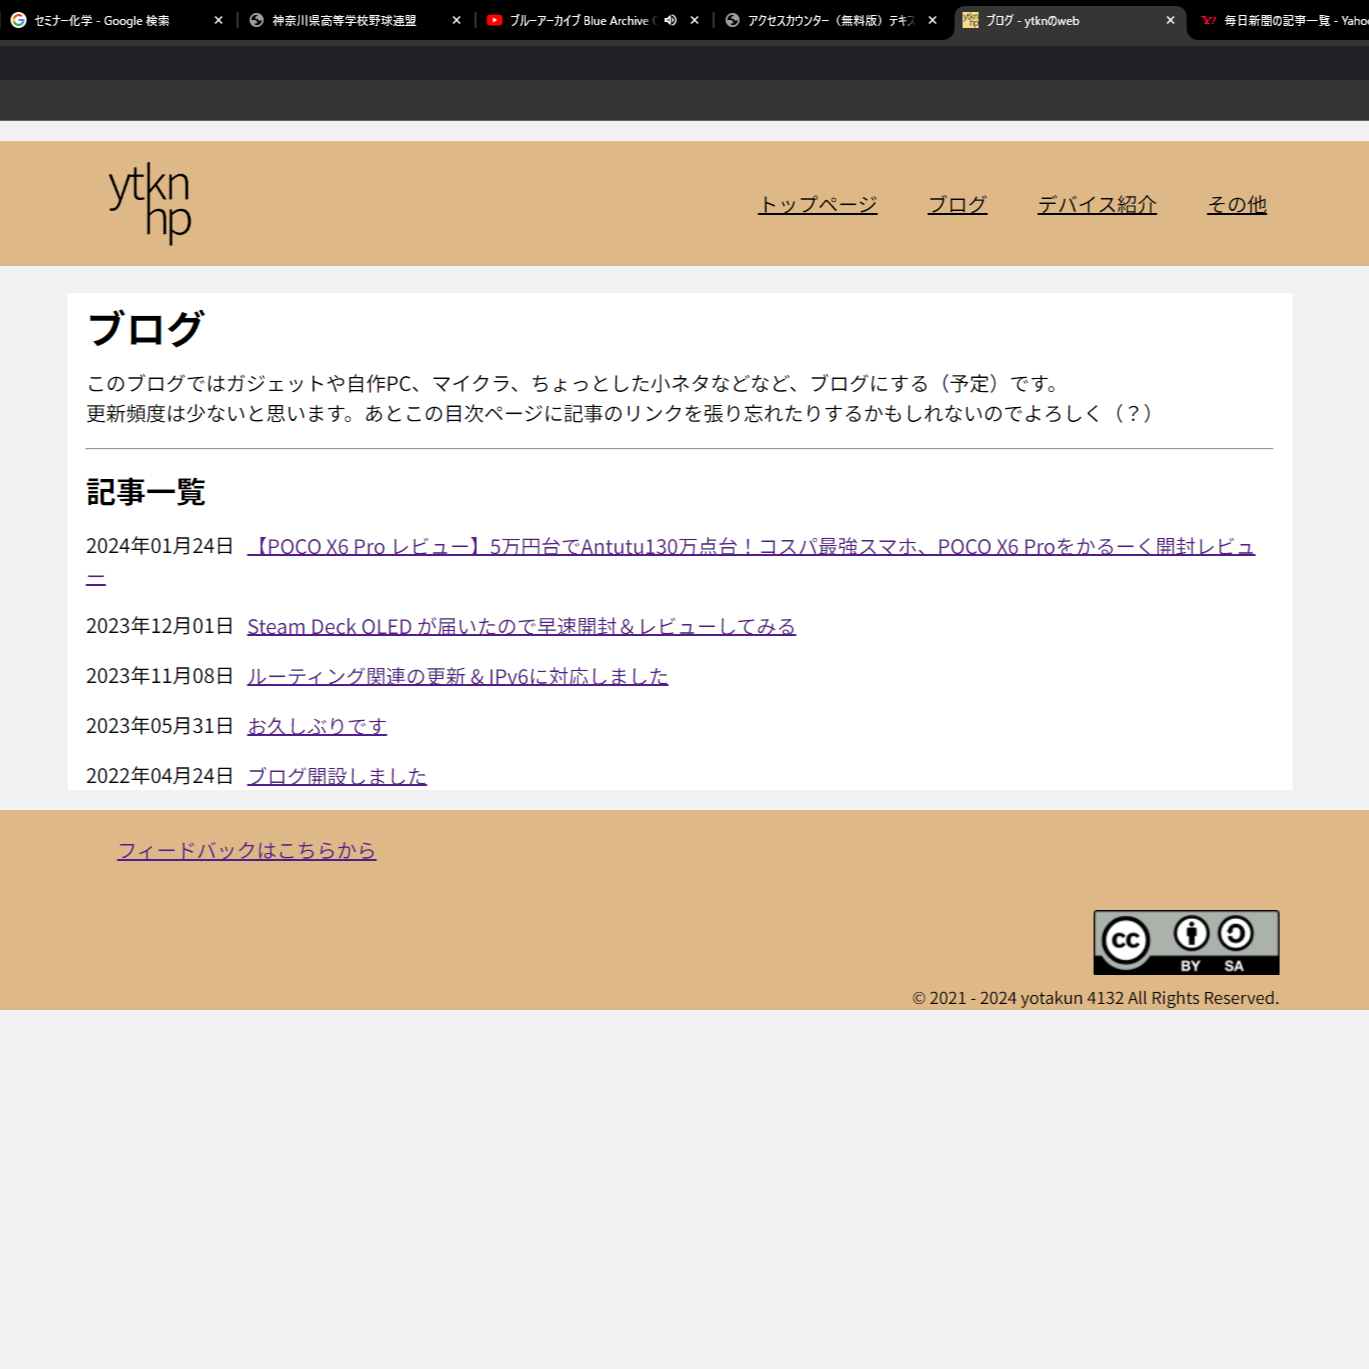 セミナー化学 - Google 検索
神奈川県高等学校野球連盟
ブルーアーカイブ Blue Archive
アクセスカウンター（無料版）テキス
ブログ - ytknのweb
毎日新聞の記事一覧 - Yahoo
ytkn
hp
トップページ
ブログ
デバイス紹介
その他
ブログ
このブログではガジェットや自作PC、マイクラ、ちょっとした小ネタなどなど、ブログにする（予定）です。
更新頻度は少ないと思います。あとこの目次ページに記事のリンクを張り忘れたりするかもしれないのでよろしく（？）
記事一覧
2024年01月24日 【POCO X6 Pro レビュー】5万円台でAntutu130万点台！コスパ最強スマホ、POCO X6 Proをかるーく開封レビュ
ー
2023年12月01日 Steam Deck OLED が届いたので早速開封＆レビューしてみる
2023年11月08日 ルーティング関連の更新 & IPv6に対応しました
2023年05月31日 お久しぶりです
2022年04月24日 ブログ開設しました
フィードバックはこちらから
cc
BY SA
© 2021 - 2024 yotakun 4132 All Rights Reserved.